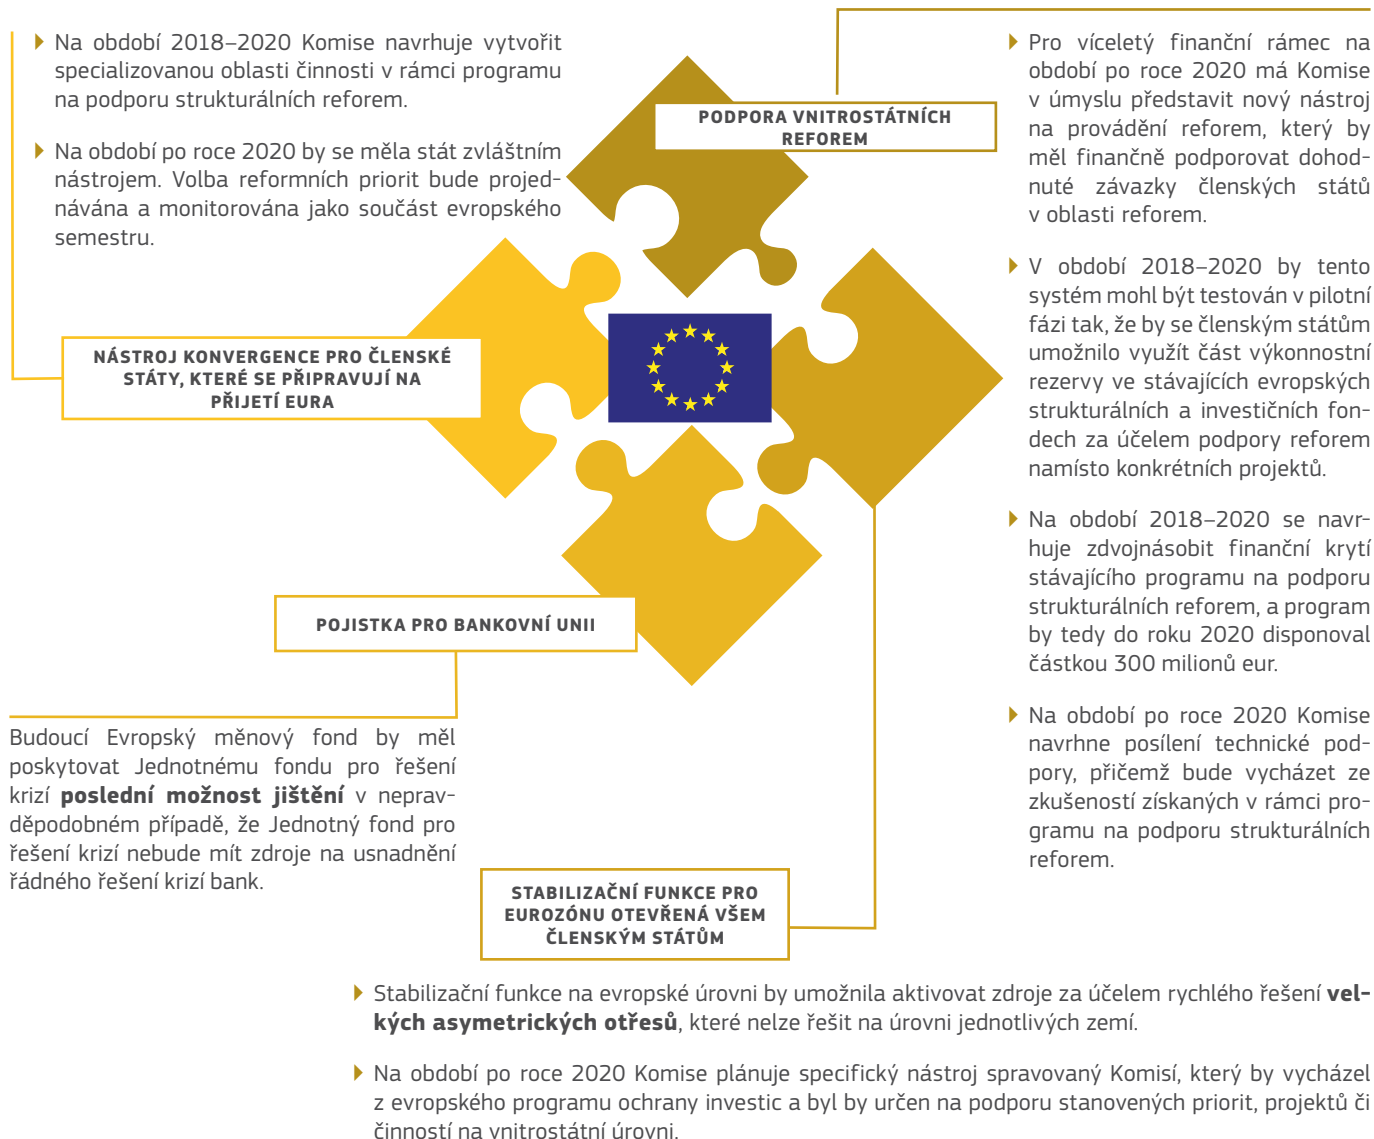 Na období 2018–2020 Komise navrhuje vytvořit
specializovanou oblasti činnosti v rámci programu
na podporu strukturálních reforem.
Na období po roce 2020 by se měla stát zvláštním
nástrojem. Volba reformních priorit bude projed-
návána a monitorována jako součást evropského
semestru.
NÁSTROJ KONVERGENCE PRO ČLENSKÉ
STÁTY, KTERÉ SE PŘIPRAVUJÍ NA
PŘIJETÍ EURA
PODPORA VNITROSTÁTNÍCH
REFOREM
Pro víceletý finanční rámec na
období po roce 2020 má Komise
v úmyslu představit nový nástroj
na provádění reforem, který by
měl finančně podporovat dohod-
nuté závazky členských států
v oblasti reforem.
V období 2018–2020 by tento
systém mohl být testován v pilotní
fázi tak, že by se členským státům
umožnilo využít část výkonnostní
rezervy ve stávajících evropských
strukturálních a investičních fon-
dech za účelem podpory reforem
namísto konkrétních projektů.
Na období 2018–2020 se navr-
huje zdvojnásobit finanční krytí
stávajícího programu na podporu
strukturálních reforem, a program
by tedy do roku 2020 disponoval
částkou 300 milionů eur.
Na období po roce 2020 Komise
navrhne posílení technické pod-
pory, přičemž bude vycházet ze
zkušeností získaných v rámci pro-
gramu na podporu strukturálních
reforem.
POJISTKA PRO BANKOVNÍ UNII
Budoucí Evropský měnový fond by měl
poskytovat Jednotnému fondu pro řešení
krizí poslední možnost jištění v neprav-
děpodobném případě, že Jednotný fond pro
řešení krizí nebude mít zdroje na usnadnění
řádného řešení krizí bank.
STABILIZAČNÍ FUNKCE PRO
EUROZÓNU OTEVŘENÁ VŠEM
ČLENSKÝM STÁTŮM
Stabilizační funkce na evropské úrovni by umožnila aktivovat zdroje za účelem rychlého řešení vel-
kých asymetrických otřesů, které nelze řešit na úrovni jednotlivých zemí.
Na období po roce 2020 Komise plánuje specifický nástroj spravovaný Komisí, který by vycházel
z evropského programu ochrany investic a byl by určen na podporu stanovených priorit, projektů či
činností na vnitrostátní úrovni.